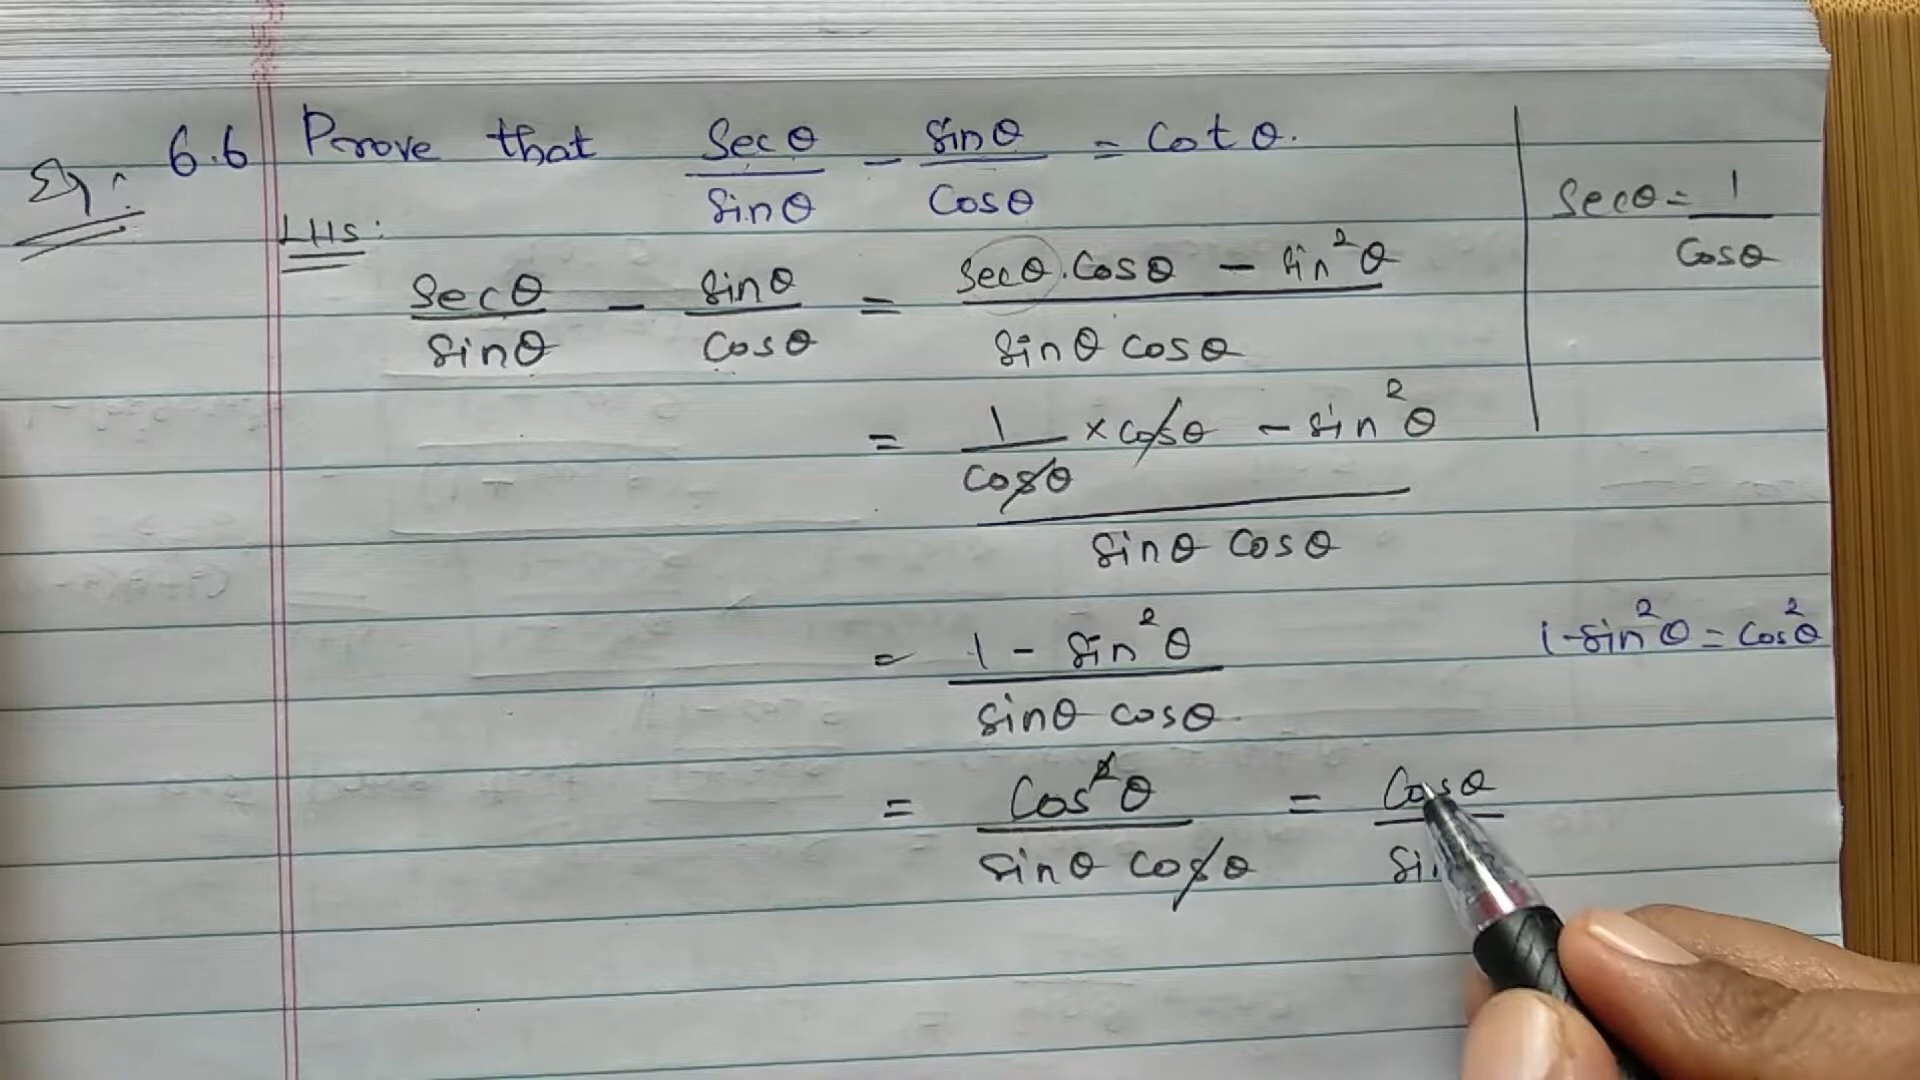 Eg: 6.6 Prove that secθ/sinθ - sinθ/cosθ = cotθ.
LHS:
secθ/sinθ - sinθ/cosθ = secθ.cosθ - sin²θ / sinθ cosθ
secθ = 1/cosθ
= 1/cosθ × cosθ - sin²θ / sinθ cosθ
= 1 - sin²θ / sinθ cosθ
1-sin²θ = cos²θ
= cos²θ / sinθ cosθ = cosθ / sin